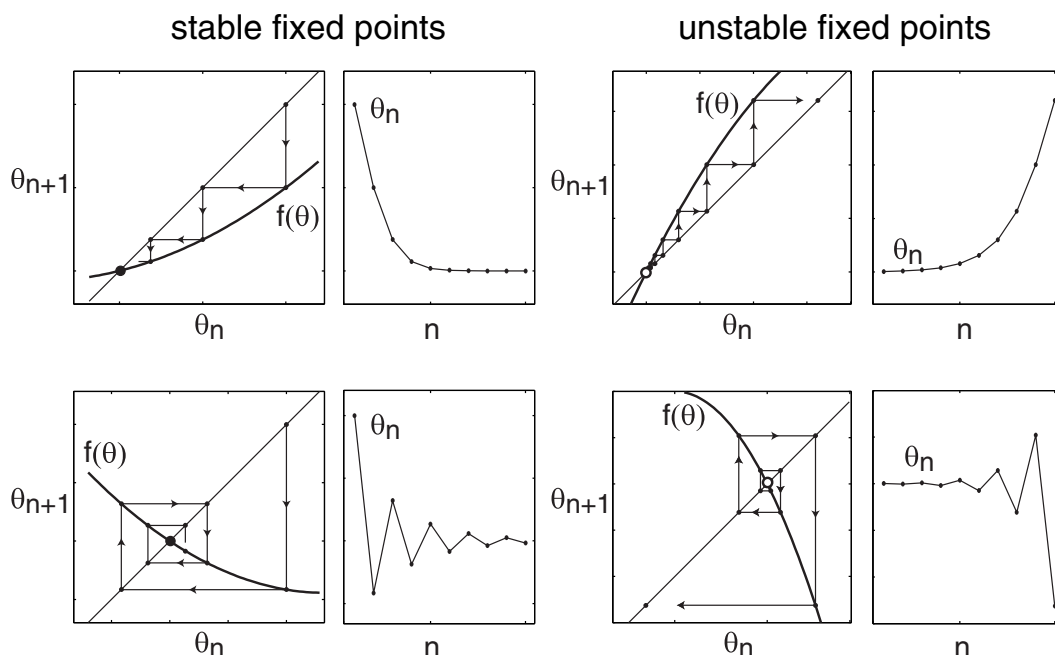 stable fixed points
unstable fixed points
θn+1
f(θ)
θn
θn
n
θn+1
f(θ)
θn
θn
n
θn+1
f(θ)
θn
θn
n
θn+1
f(θ)
θn
θn
n